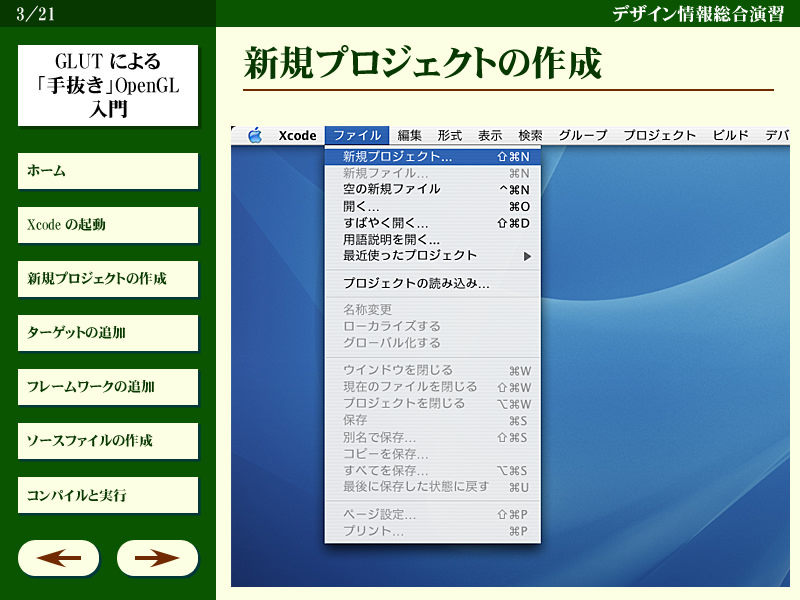 3/21
デザイン情報総合演習
GLUT による
「手抜き」OpenGL
入門
ホーム
Xcode の起動
新規プロジェクトの作成
ターゲットの追加
フレームワークの追加
ソースファイルの作成
コンパイルと実行
新規プロジェクトの作成
Xcode ファイル 編集 形式 表示 検索 グループ プロジェクト ビルド デバ
新規プロジェクト... ⇧⌘N
新規ファイル... ⌘N
空の新規ファイル ^⌘N
開く... ⌘O
すばやく開く... ⇧⌘D
用語説明を開く...
最近使ったプロジェクト ▶
プロジェクトの読み込み...
名称変更
ローカライズする
グローバル化する
ウインドウを閉じる ⌘W
現在のファイルを閉じる ⇧⌘W
プロジェクトを閉じる ⌥⌘W
保存 ⌘S
別名で保存... ⇧⌘S
コピーを保存...
すべてを保存... ⌥⌘S
最後に保存した状態に戻す ⌘U
ページ設定... ⇧⌘P
プリント... ⌘P